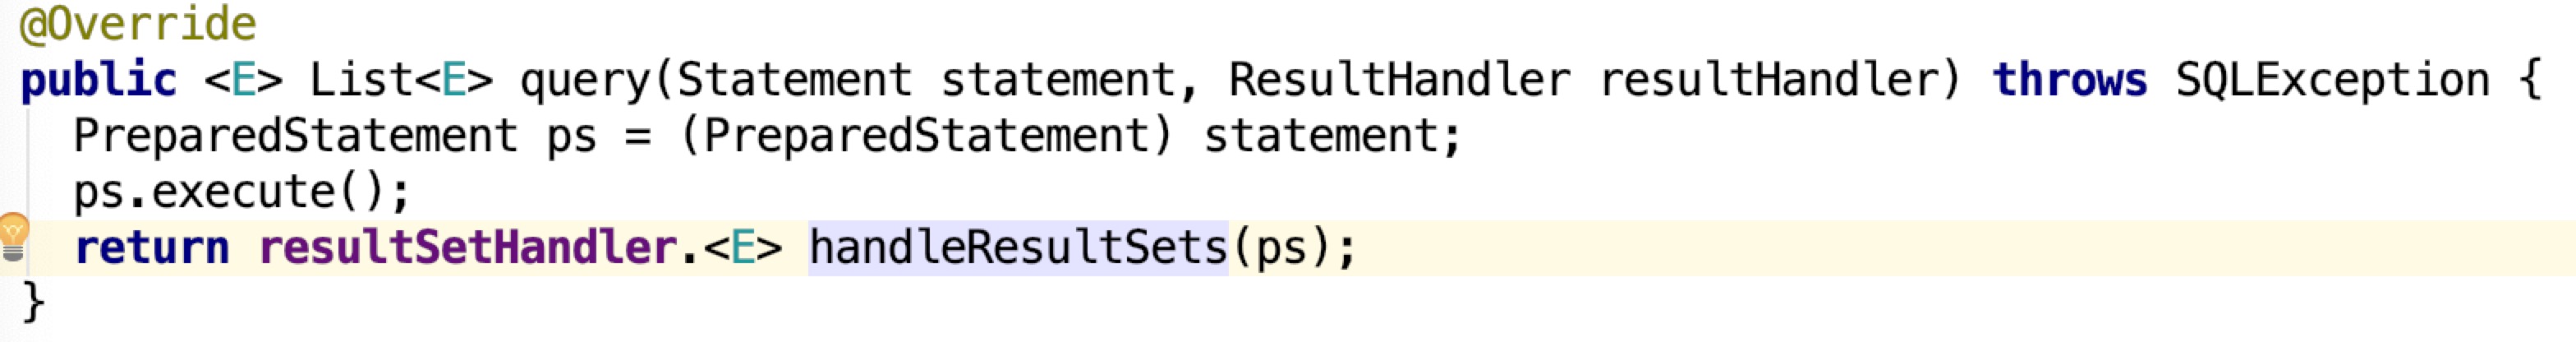 @Override
public <E> List<E> query(Statement statement, ResultHandler resultHandler) throws SQLException {
PreparedStatement ps = (PreparedStatement) statement;
ps.execute();
return resultSetHandler.<E> handleResultSets(ps);
}